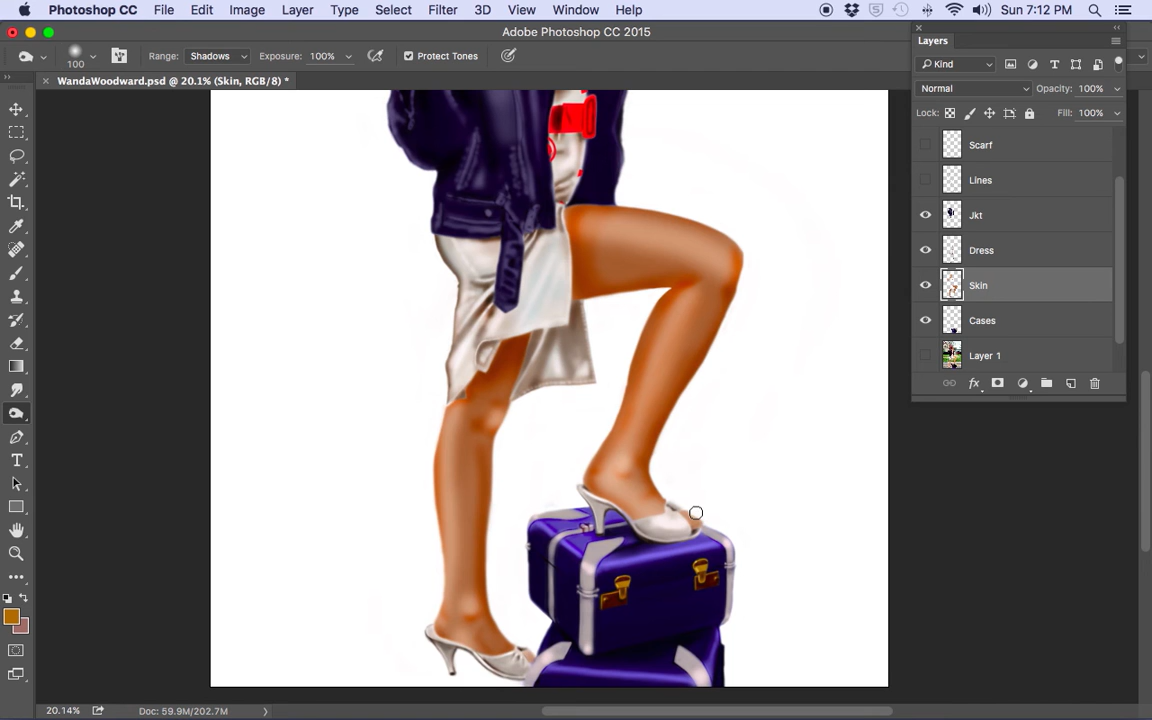 Photoshop CC File Edit Image Layer Type Select Filter 3D View Window Help Sun 7:12 PM
Adobe Photoshop CC 2015
100 Range: Shadows Exposure: 100% Protect Tones
WandaWoodward.psd @ 20.1% (Skin, RGB/8) *
Layers
Kind
Normal Opacity: 100%
Lock: Fill: 100%
Scarf
Lines
Jkt
Dress
Skin
Cases
Layer 1
20.14% Doc: 59.9M/202.7M